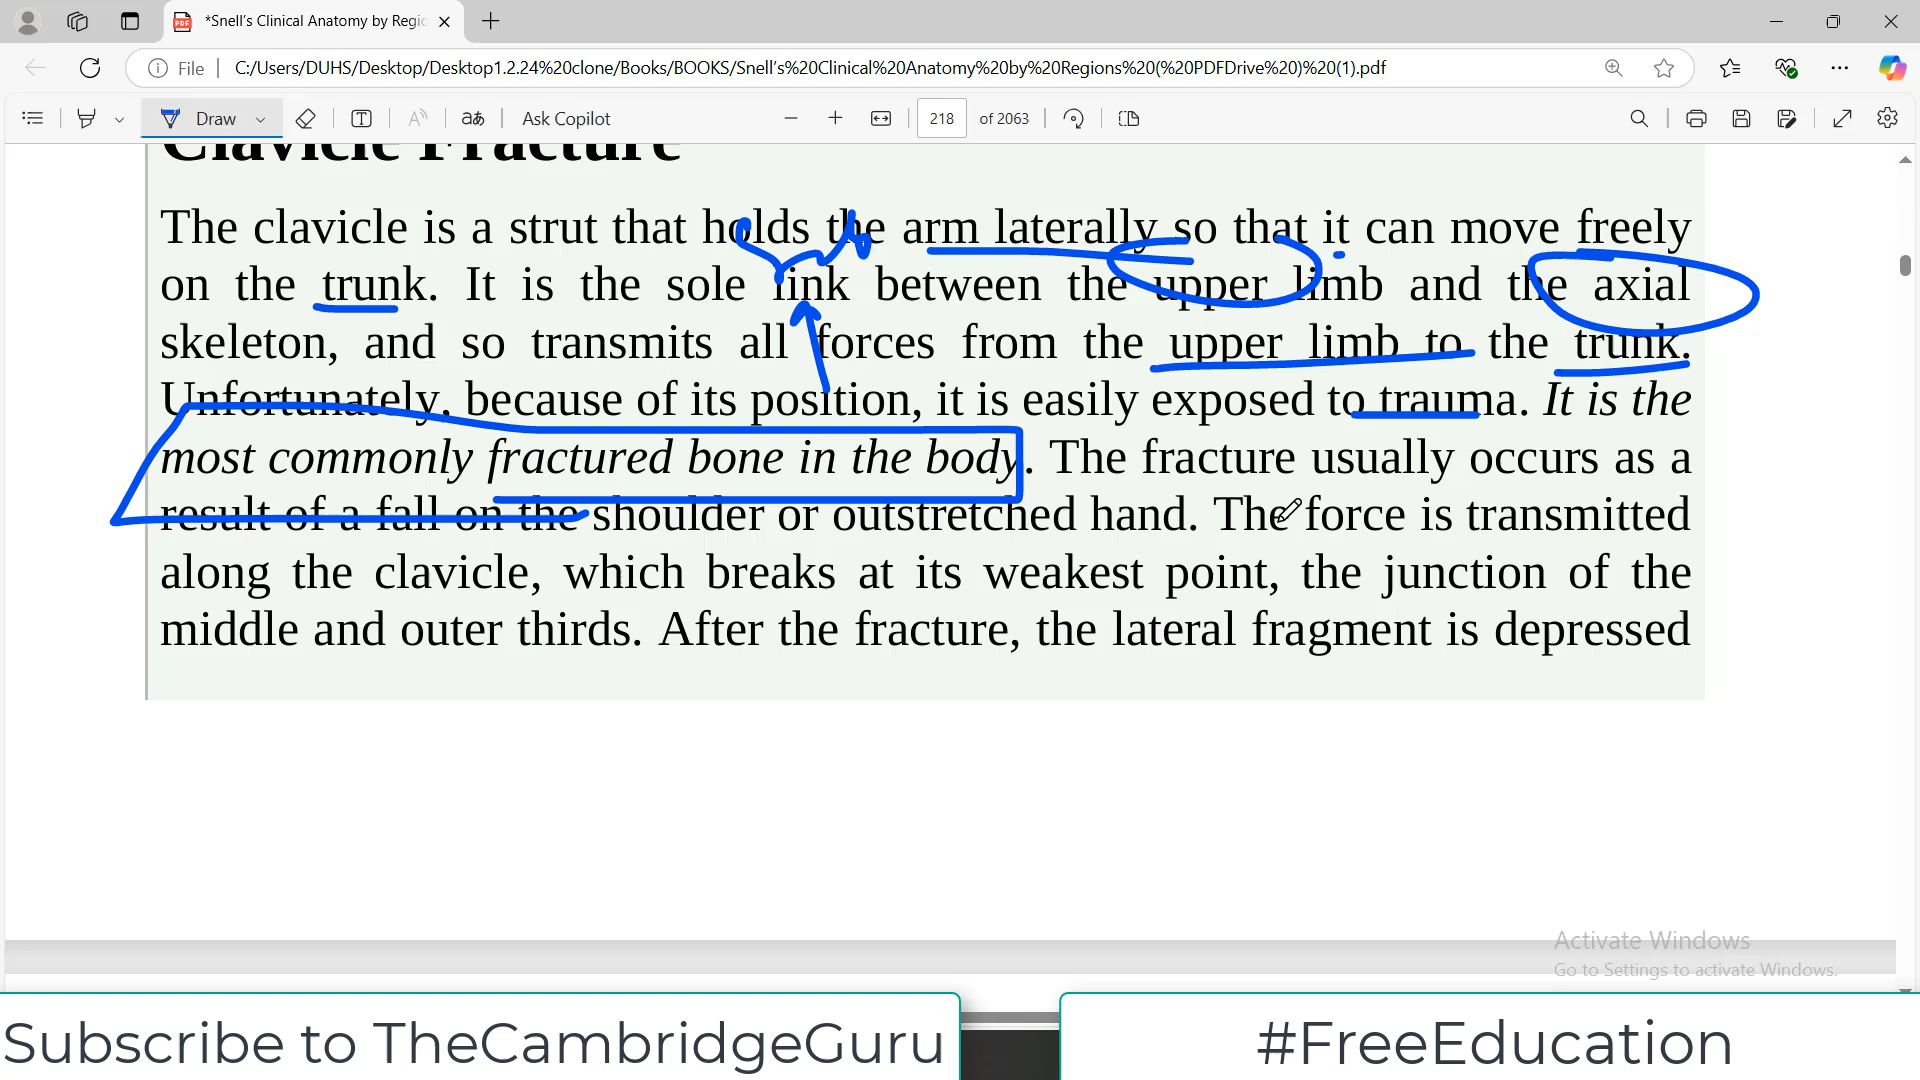 *Snell's Clinical Anatomy by Regio
File
C:/Users/DUHS/Desktop/Desktop1.2.24%20clone/Books/BOOKS/Snell's%20Clinical%20Anatomy%20by%20Regions%20(%20PDFDrive%20)%20(1).pdf
Draw
T
A
aあ
Ask Copilot
218 of 2063
Clavicle Fracture
The clavicle is a strut that holds the arm laterally so that it can move freely
on the trunk. It is the sole link between the upper limb and the axial
skeleton, and so transmits all forces from the upper limb to the trunk.
Unfortunately, because of its position, it is easily exposed to trauma. It is the
most commonly fractured bone in the body. The fracture usually occurs as a
result of a fall on the shoulder or outstretched hand. The force is transmitted
along the clavicle, which breaks at its weakest point, the junction of the
middle and outer thirds. After the fracture, the lateral fragment is depressed
Activate Windows
Go to Settings to activate Windows.
Subscribe to TheCambridgeGuru
#FreeEducation